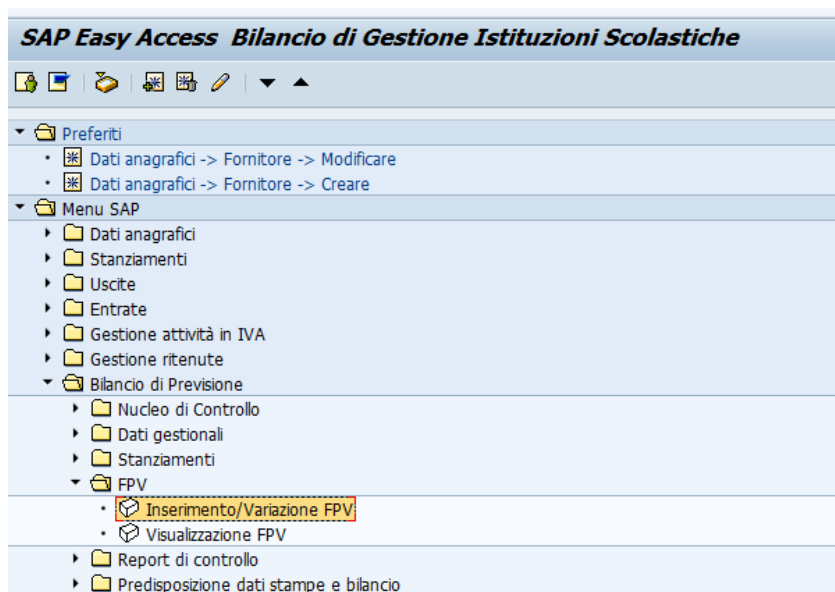 SAP Easy Access Bilancio di Gestione Istituzioni Scolastiche
Preferiti
Dati anagrafici -> Fornitore -> Modificare
Dati anagrafici -> Fornitore -> Creare
Menu SAP
Dati anagrafici
Stanziamenti
Uscite
Entrate
Gestione attività in IVA
Gestione ritenute
Bilancio di Previsione
Nucleo di Controllo
Dati gestionali
Stanziamenti
FPV
Inserimento/Variazione FPV
Visualizzazione FPV
Report di controllo
Predisposizione dati stampe e bilancio